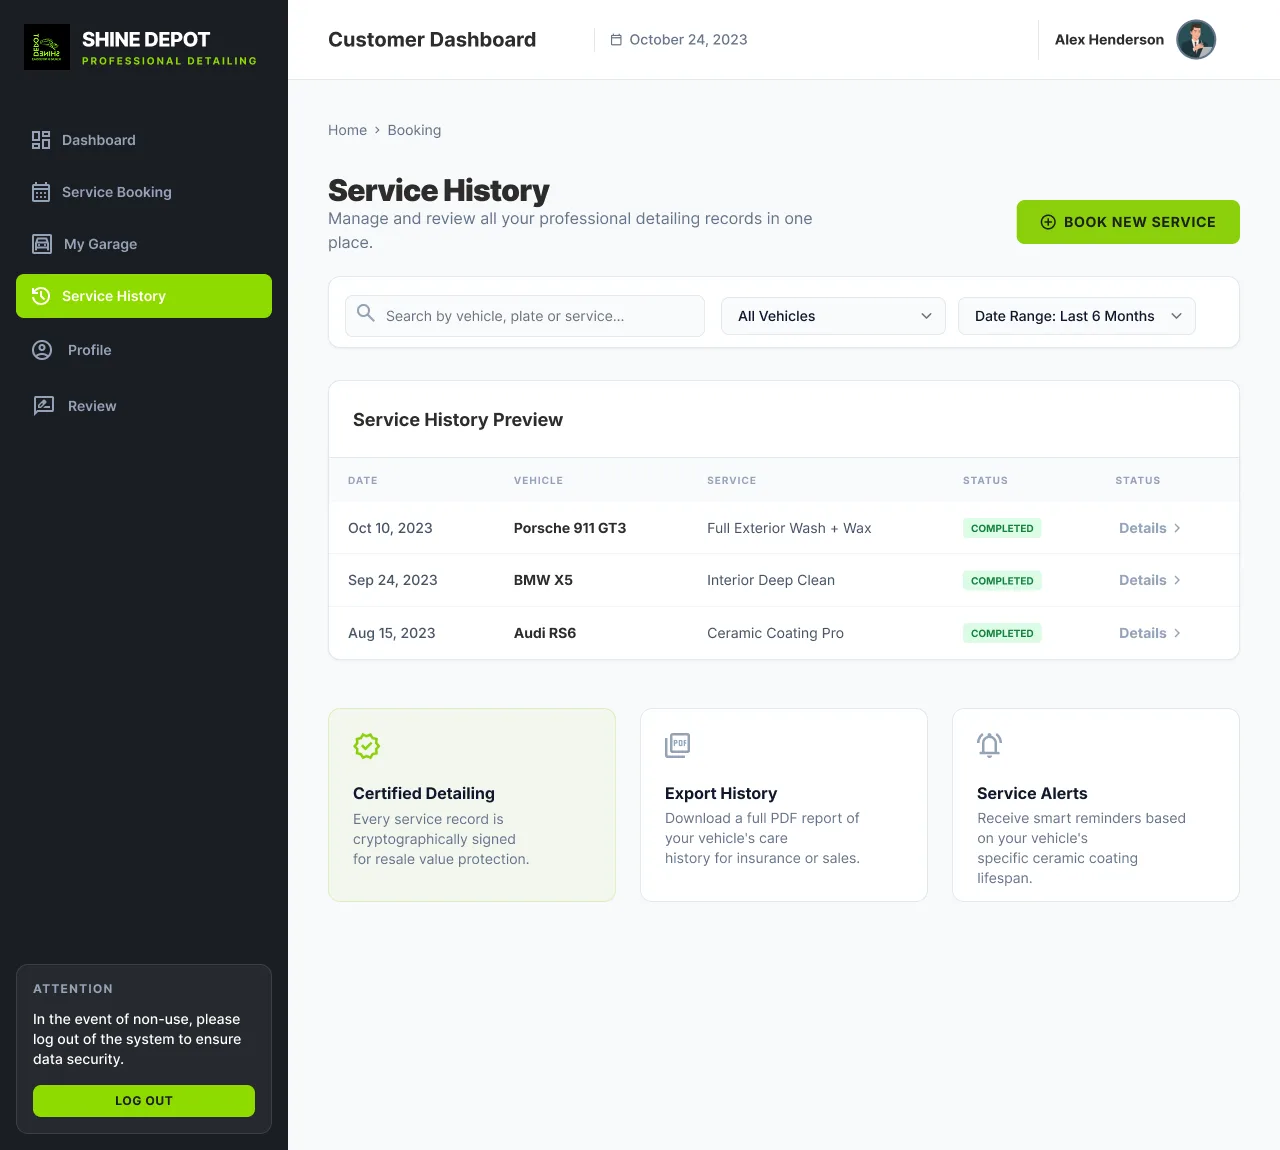 SHINE DEPOT
PROFESSIONAL DETAILING
Dashboard
Service Booking
My Garage
Service History
Profile
Review
ATTENTION
In the event of non-use, please
log out of the system to ensure
data security.
LOG OUT
Customer Dashboard
October 24, 2023
Alex Henderson
Home > Booking
Service History
Manage and review all your professional detailing records in one
place.
BOOK NEW SERVICE
Search by vehicle, plate or service...
All Vehicles
Date Range: Last 6 Months
Service History Preview
DATE VEHICLE SERVICE STATUS STATUS
Oct 10, 2023 Porsche 911 GT3 Full Exterior Wash + Wax COMPLETED Details >
Sep 24, 2023 BMW X5 Interior Deep Clean COMPLETED Details >
Aug 15, 2023 Audi RS6 Ceramic Coating Pro COMPLETED Details >
Certified Detailing
Every service record is
cryptographically signed
for resale value protection.
PDF
Export History
Download a full PDF report of
your vehicle's care
history for insurance or sales.
Service Alerts
Receive smart reminders based
on your vehicle's
specific ceramic coating
lifespan.